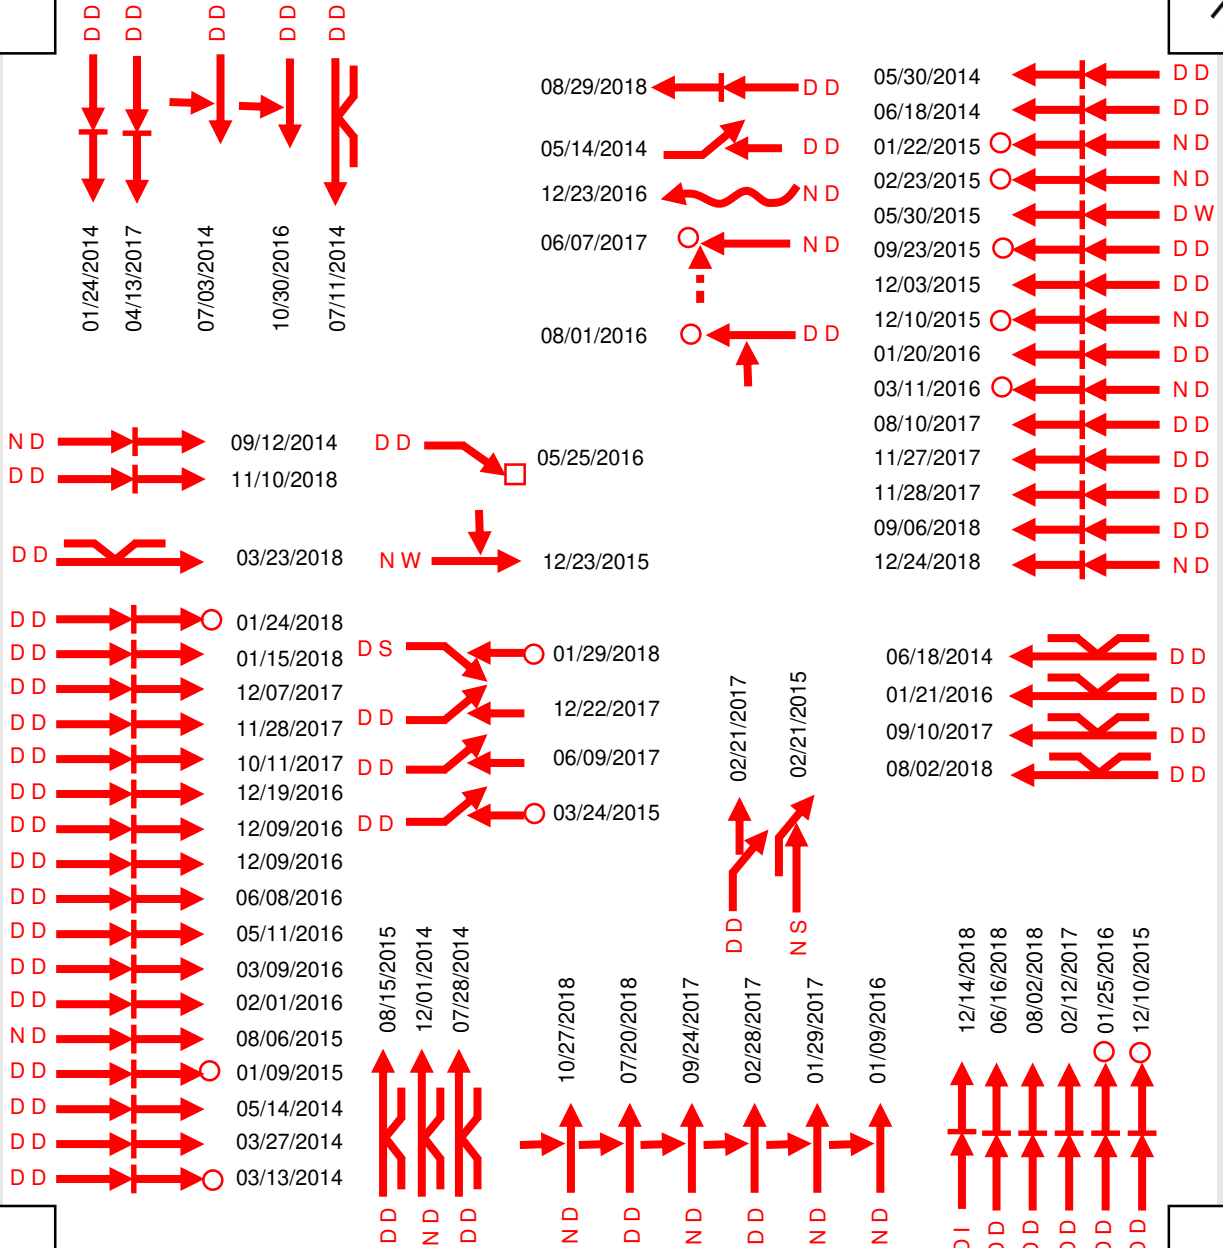 D D
D D
D D
D D
D D
01/24/2014
04/13/2017
07/03/2014
10/30/2016
07/11/2014
08/29/2018 D D
05/14/2014 D D
12/23/2016 N D
06/07/2017 N D
08/01/2016 D D
05/30/2014 D D
06/18/2014 D D
01/22/2015 N D
02/23/2015 N D
05/30/2015 D W
09/23/2015 D D
12/03/2015 D D
12/10/2015 N D
01/20/2016 D D
03/11/2016 N D
08/10/2017 D D
11/27/2017 D D
11/28/2017 D D
09/06/2018 D D
12/24/2018 N D
N D 09/12/2014
D D 11/10/2018
D D 03/23/2018
D D 05/25/2016
N W 12/23/2015
D D 01/24/2018
D D 01/15/2018
D D 12/07/2017
D D 11/28/2017
D D 10/11/2017
D D 12/19/2016
D D 12/09/2016
D D 12/09/2016
D D 06/08/2016
D D 05/11/2016
D D 03/09/2016
D D 02/01/2016
N D 08/06/2015
D D 01/09/2015
D D 05/14/2014
D D 03/27/2014
D D 03/13/2014
D S 01/29/2018
D D 12/22/2017
D D 06/09/2017
D D 03/24/2015
02/21/2017
02/21/2015
D D
N S
06/18/2014 D D
01/21/2016 D D
09/10/2017 D D
08/02/2018 D D
08/15/2015
12/01/2014
07/28/2014
D D
N D
D D
10/27/2018
07/20/2018
09/24/2017
02/28/2017
01/29/2017
01/09/2016
N D
D D
N D
D D
N D
N D
12/14/2018
06/16/2018
08/02/2018
02/12/2017
01/25/2016
12/10/2015
D I
D D
D D
D D
D D
D D